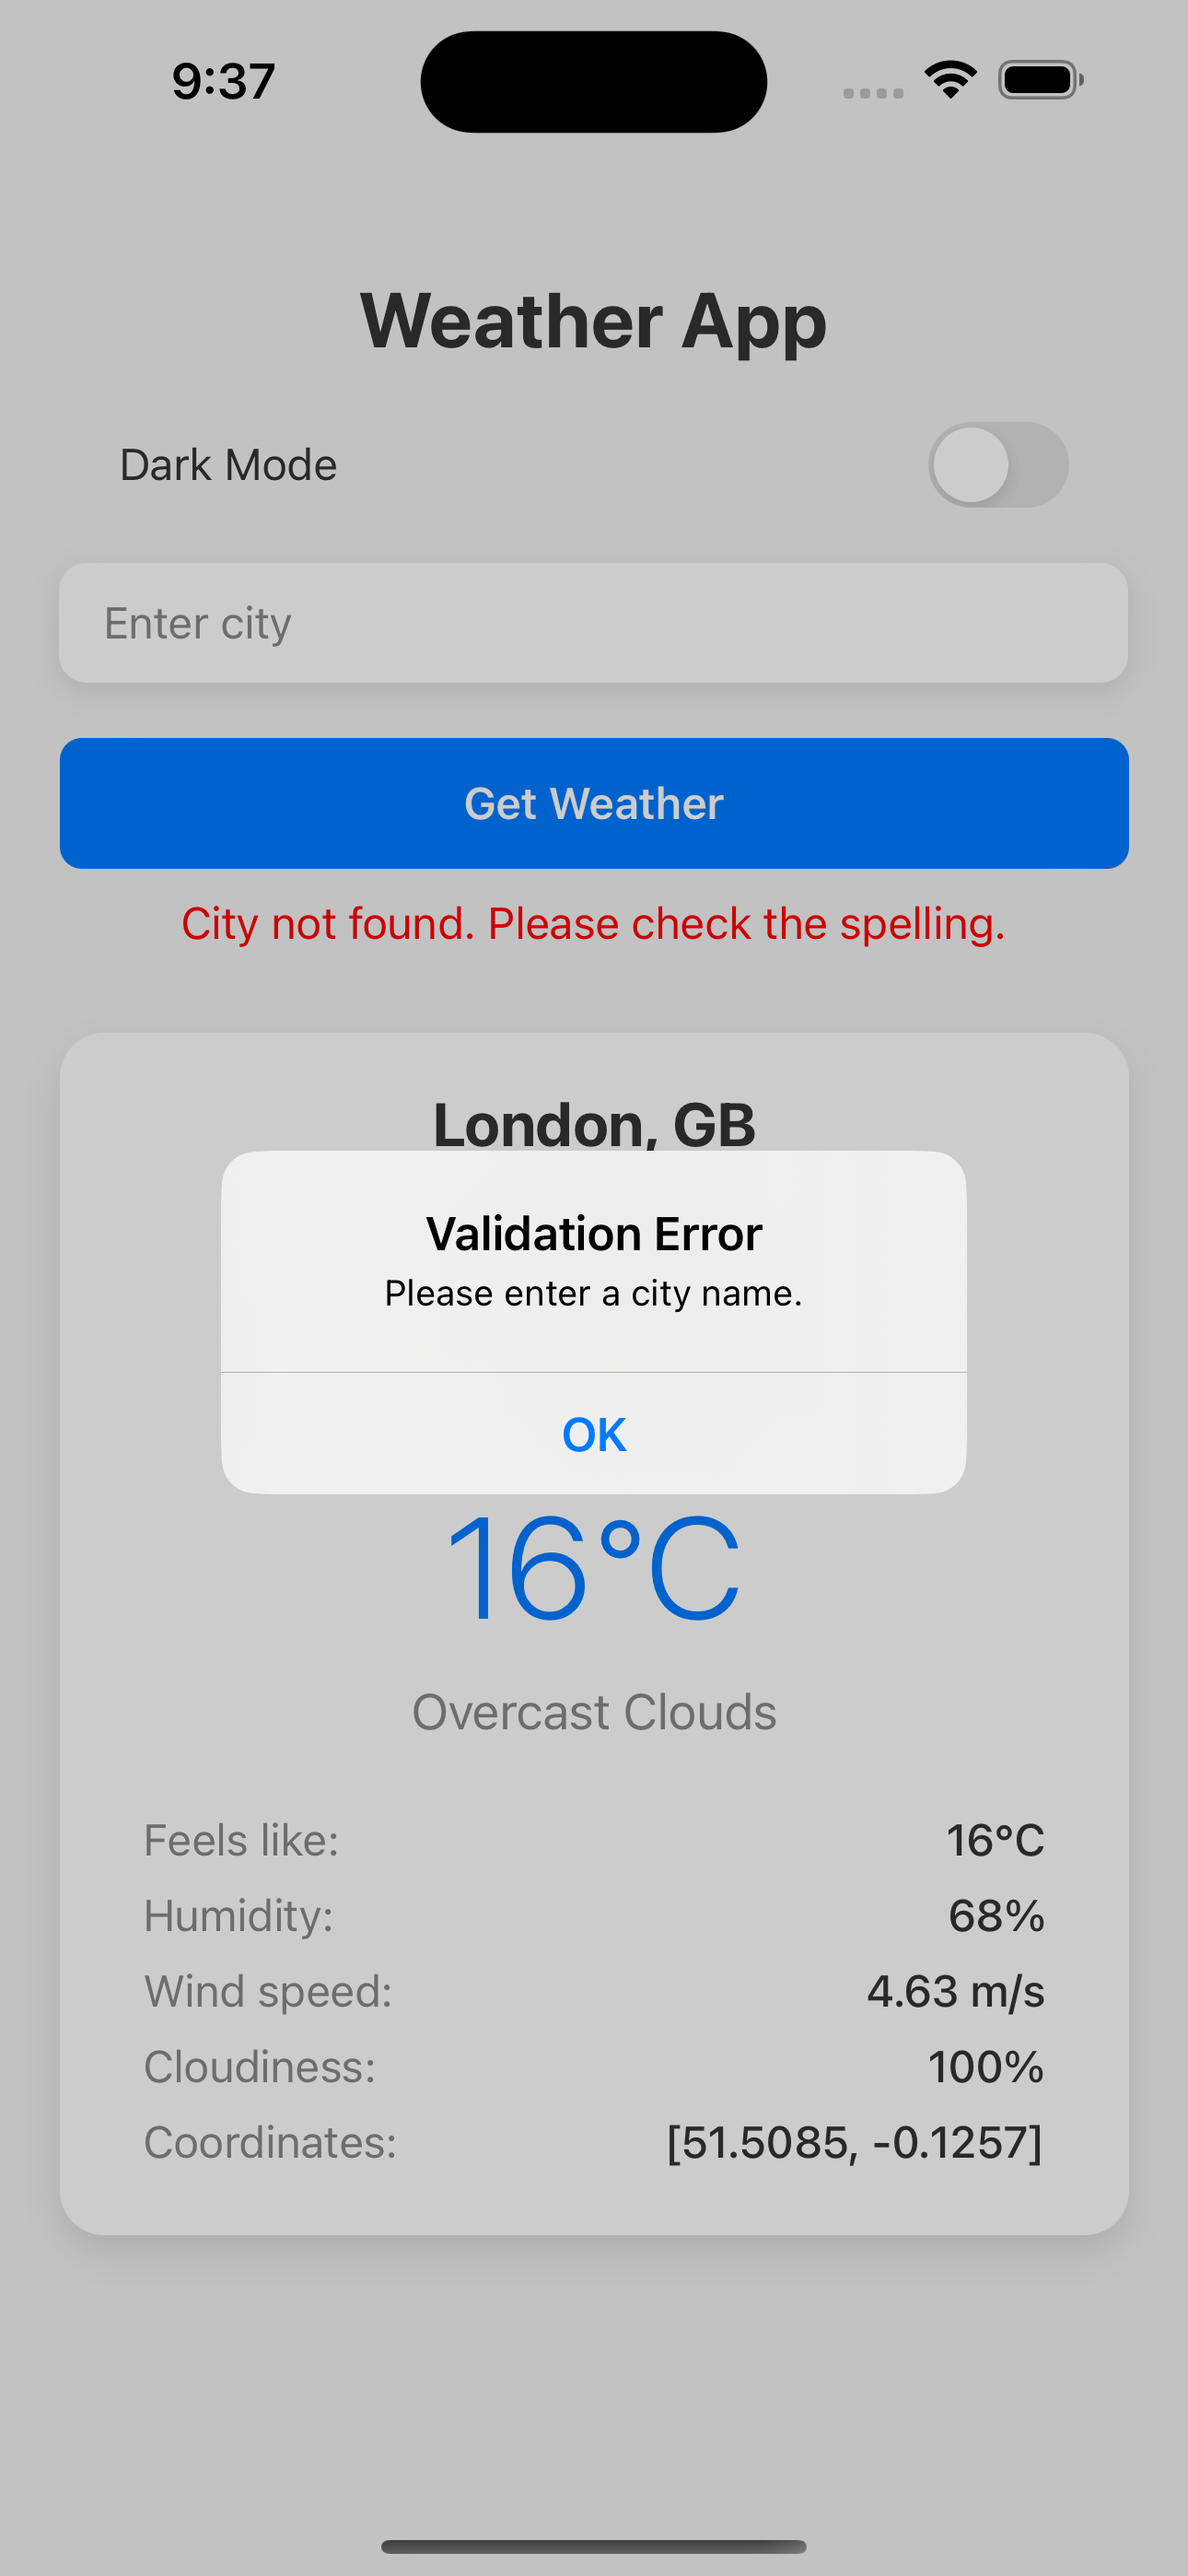 9:37
Weather App
Dark Mode
Enter city
Get Weather
City not found. Please check the spelling.
London, GB
Validation Error
Please enter a city name.
OK
16°C
Overcast Clouds
Feels like: 16°C
Humidity: 68%
Wind speed: 4.63 m/s
Cloudiness: 100%
Coordinates: [51.5085, -0.1257]